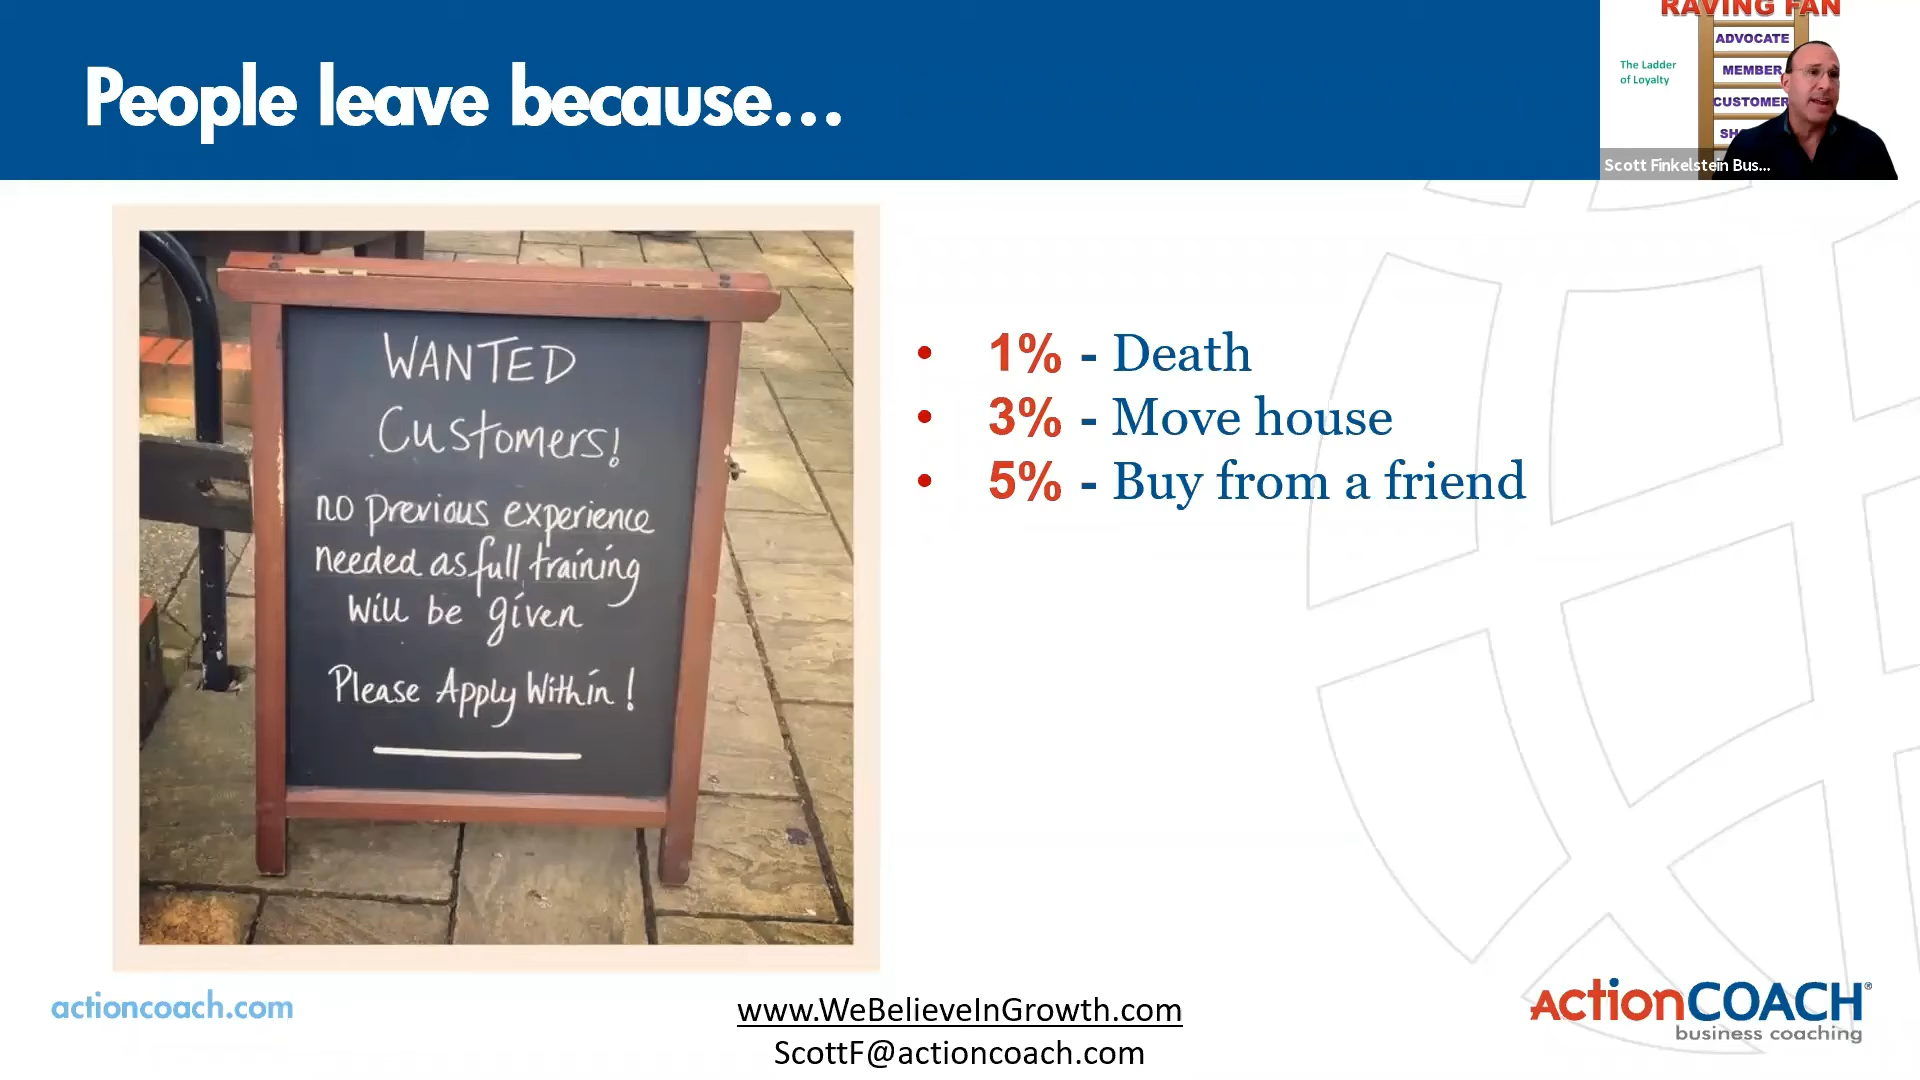 People leave because...
RAVING FAN
ADVOCATE
MEMBER
CUSTOMER
The Ladder
of Loyalty
Scott Finkelstein Bus...
WANTED
Customers!
no previous experience
needed as full training
will be given
Please Apply Within!
• 1% - Death
• 3% - Move house
• 5% - Buy from a friend
actioncoach.com
www.WeBelieveInGrowth.com
ScottF@actioncoach.com
ActionCOACH®
business coaching